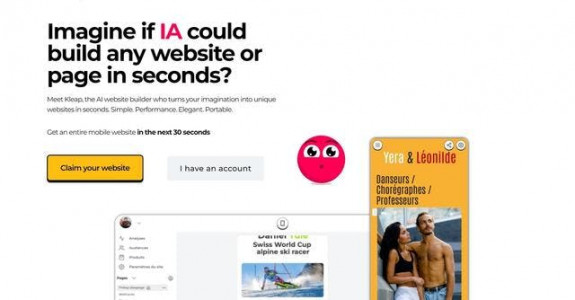 Imagine if IA could
build any website or
page in seconds?
Meet Kleap, the AI website builder who turns your imagination into unique
websites in seconds. Simple. Performance. Elegant. Portable.
Get an entire mobile website in the next 30 seconds
Claim your website
I have an account
Yera & Léonilde
Danseurs /
Chorégraphes /
Professeurs
Daniel Yule
Swiss World Cup
alpine ski racer
Analyses
Audiences
Produits
Paramètres du site
Pages